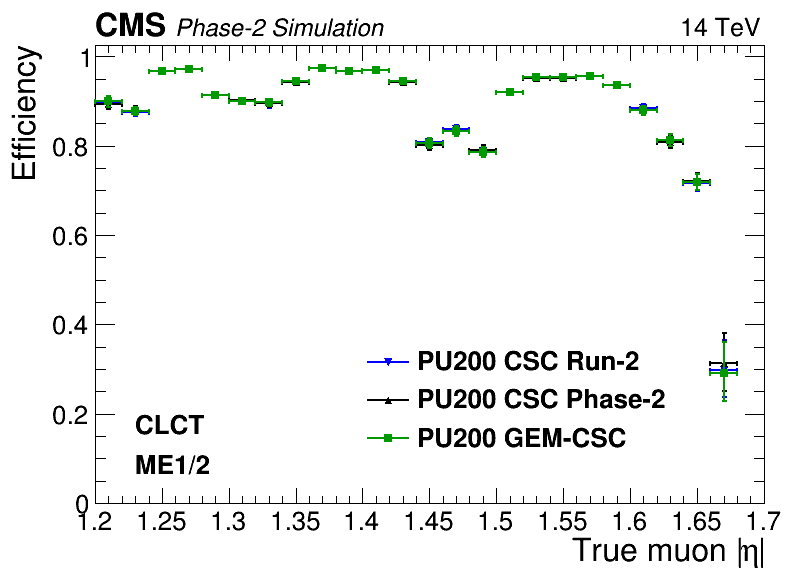 CMS Phase-2 Simulation 14 TeV
Efficiency
1
0.8
0.6
0.4
0.2
0
PU200 CSC Run-2
PU200 CSC Phase-2
PU200 GEM-CSC
CLCT
ME1/2
1.2 1.25 1.3 1.35 1.4 1.45 1.5 1.55 1.6 1.65 1.7
True muon |η|